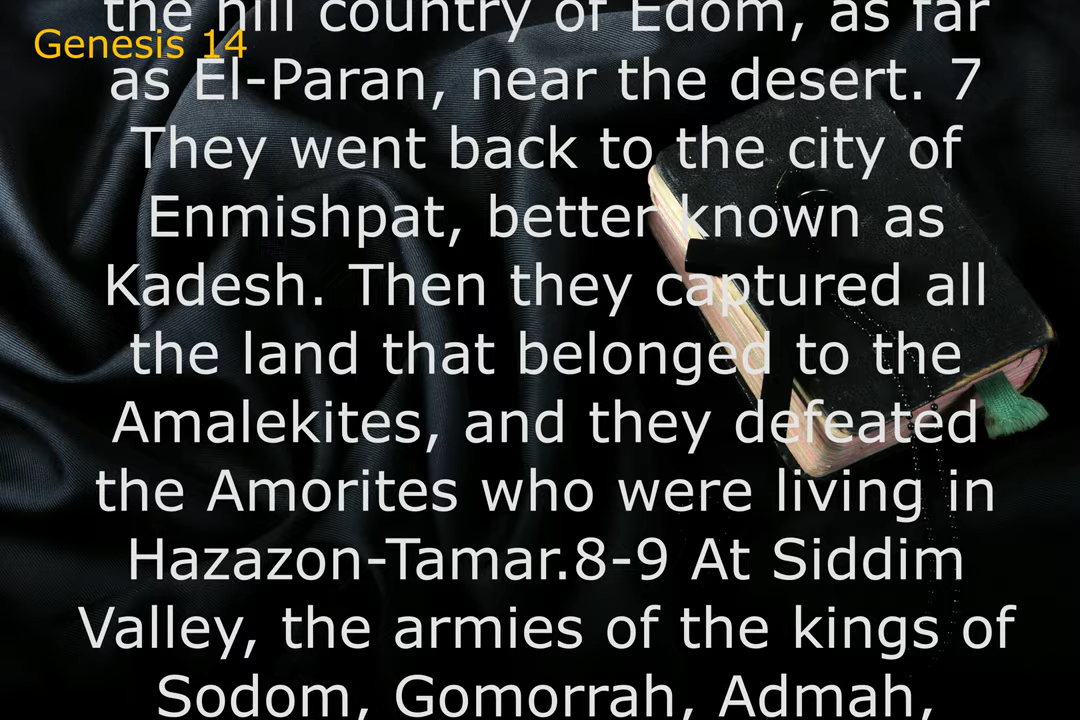 the hill country of Edom, as far
Genesis 14
as El-Paran, near the desert. 7
They went back to the city of
Enmishpat, better known as
Kadesh. Then they captured all
the land that belonged to the
Amalekites, and they defeated
the Amorites who were living in
Hazazon-Tamar.8-9 At Siddim
Valley, the armies of the kings of
Sodom, Gomorrah, Admah,